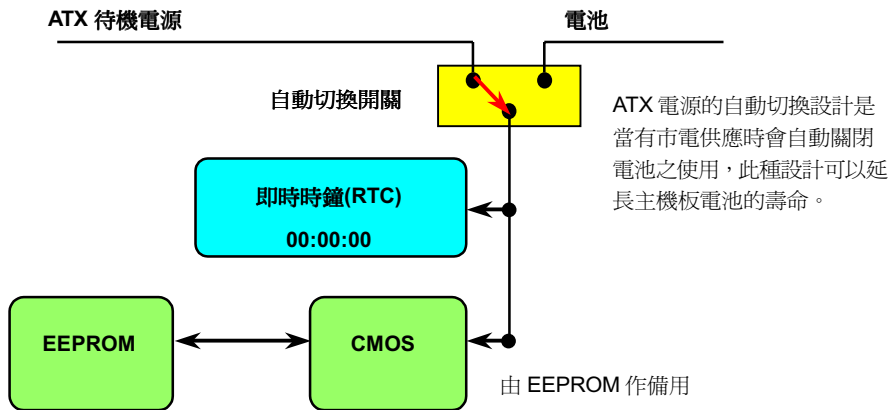 ATX 待機電源
電池
自動切換開關
ATX 電源的自動切換設計是
當有市電供應時會自動關閉
電池之使用，此種設計可以延
長主機板電池的壽命。
即時時鐘(RTC)
00:00:00
EEPROM
CMOS
由 EEPROM 作備用